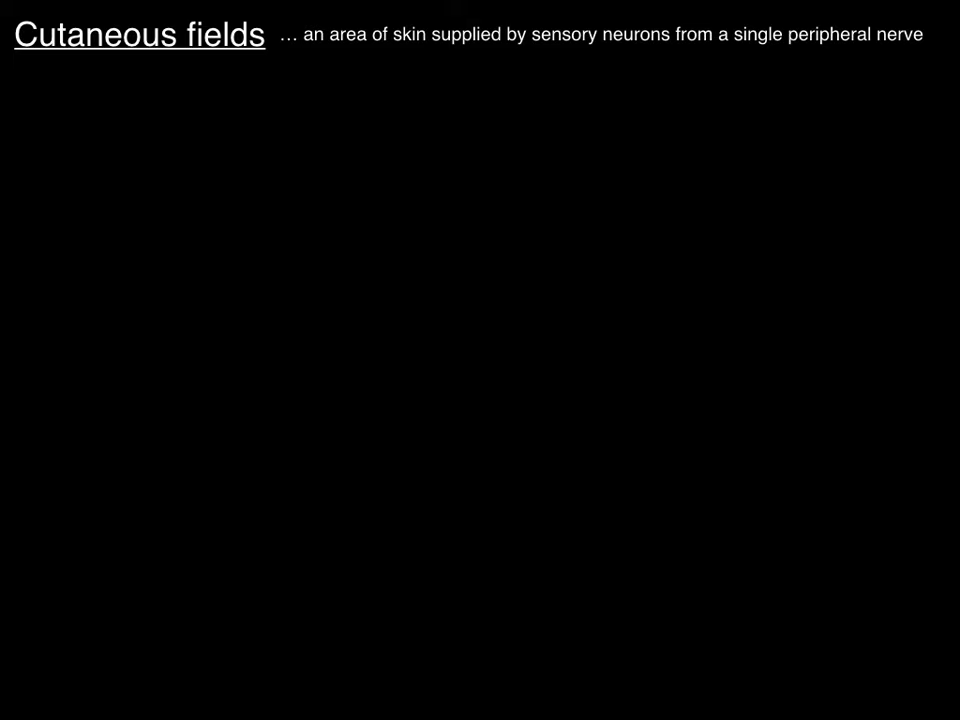 Cutaneous fields … an area of skin supplied by sensory neurons from a single peripheral nerve